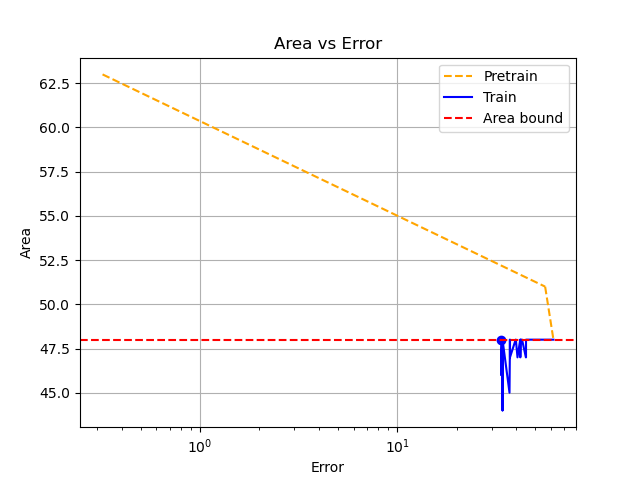 Area vs Error
Pretrain
Train
Area bound
62.5
60.0
57.5
55.0
52.5
50.0
47.5
45.0
Area
10⁰
10¹
Error